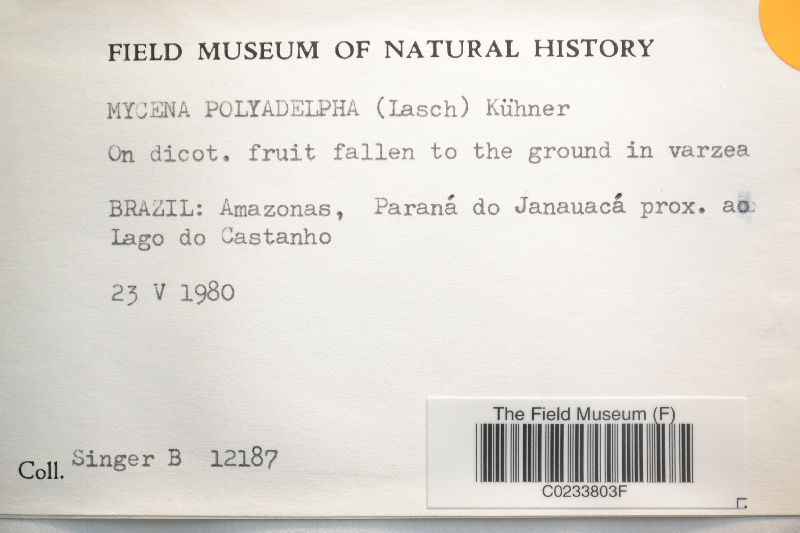 FIELD MUSEUM OF NATURAL HISTORY
MYCENA POLYADELPHA (Lasch) Kühner
On dicot. fruit fallen to the ground in varzea
BRAZIL: Amazonas, Paraná do Janauacá prox. ao
Lago do Castanho
23 V 1980
Coll. Singer B 12187
The Field Museum (F)
C0233803F